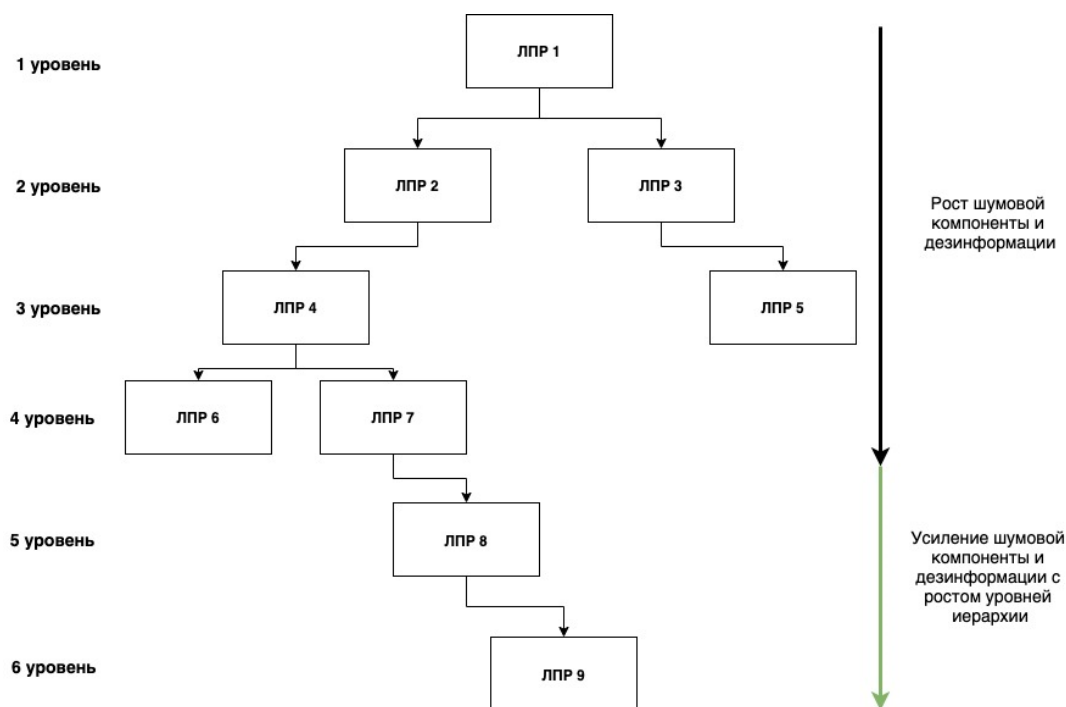 ЛПР 1
1 уровень
2 уровень
ЛПР 2
ЛПР 3
Рост шумовой
компоненты и
дезинформации
3 уровень
ЛПР 4
ЛПР 5
4 уровень
ЛПР 6
ЛПР 7
5 уровень
ЛПР 8
Усиление шумовой
компоненты и
дезинформации с
ростом уровней
иерархии
6 уровень
ЛПР 9